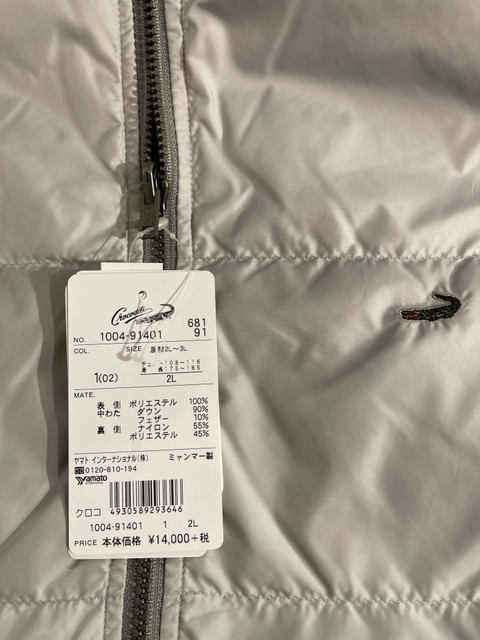 Crocodile
681
NO. 1004-91401 91
COL. SIZE 2L〜3L
チェスト108〜116
1(02) 身 長175〜185
2L
MATE.
表 側 ポリエステル 100%
中わた ダウン 90%
フェザー 10%
裏 側 ナイロン 55%
ポリエステル 45%
ヤマト インターナショナル(株) ミャンマー製
0120-810-194
Yamato
INTERNATIONAL
クロコ 4930589293646
1004-91401 1 2L
PRICE 本体価格 ¥14,000+税